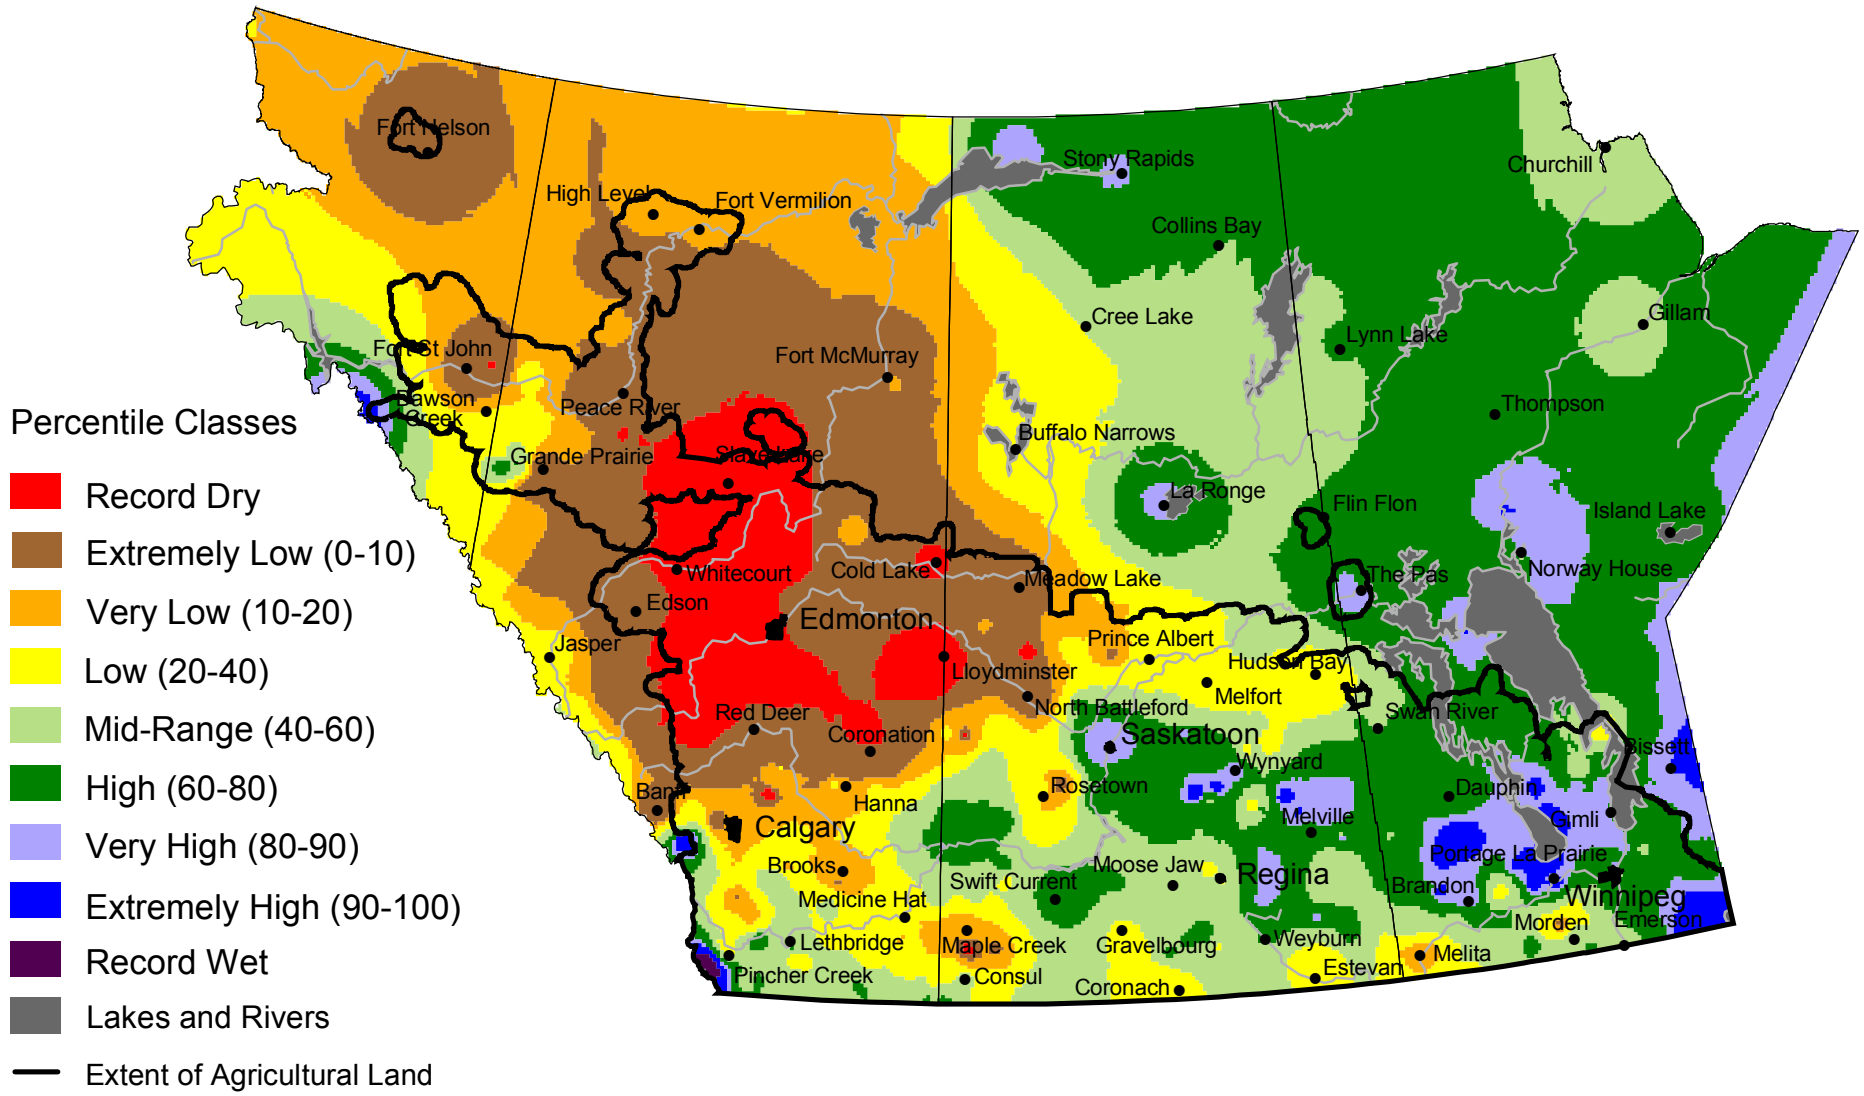 Fort Nelson
Stony Rapids
Churchill
High Level
Fort Vermilion
Collins Bay
Cree Lake
Gillam
Lynn Lake
Fort St John
Fort McMurray
Dawson
Creek
Peace River
Thompson
Percentile Classes
Buffalo Narrows
Grande Prairie
Slave Lake
La Ronge
Flin Flon
Island Lake
Record Dry
Extremely Low (0-10)
Whitecourt
Cold Lake
Meadow Lake
The Pas
Norway House
Very Low (10-20)
Edson
Edmonton
Jasper
Prince Albert
Low (20-40)
Lloydminster
Hudson Bay
Melfort
Red Deer
North Battleford
Swan River
Mid-Range (40-60)
Coronation
Saskatoon
Bissett
Wynyard
High (60-80)
Banff
Hanna
Rosetown
Dauphin
Calgary
Melville
Gimli
Very High (80-90)
Brooks
Moose Jaw
Regina
Portage La Prairie
Swift Current
Brandon
Winnipeg
Extremely High (90-100)
Medicine Hat
Morden
Emerson
Lethbridge
Maple Creek
Gravelbourg
Weyburn
Melita
Record Wet
Pincher Creek
Consul
Coronach
Estevan
Lakes and Rivers
Extent of Agricultural Land